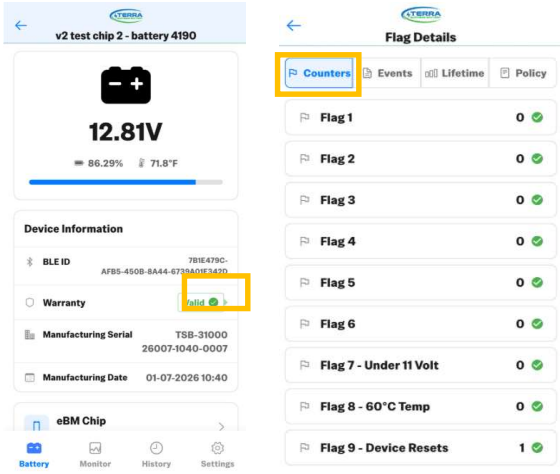 TERRA
v2 test chip 2 - battery 4190
12.81V
86.29% 71.8°F
Device Information
BLE ID 7B1E479C-
AFB5-450B-8A44-6739A01F342D
Warranty Valid
Manufacturing Serial TSB-31000
26007-1040-0007
Manufacturing Date 01-07-2026 10:40
eBM Chip
Battery Monitor History Settings
TERRA
Flag Details
Counters Events Lifetime Policy
Flag 1 0
Flag 2 0
Flag 3 0
Flag 4 0
Flag 5 0
Flag 6 0
Flag 7 - Under 11 Volt 0
Flag 8 - 60°C Temp 0
Flag 9 - Device Resets 1